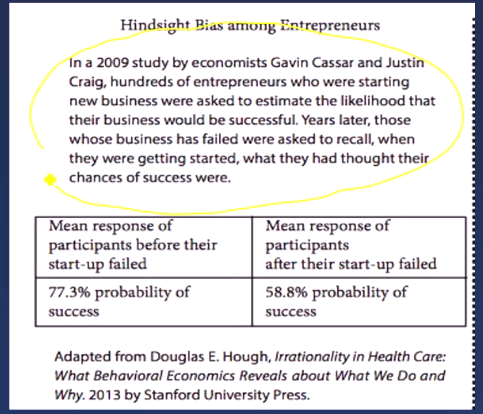 Hindsight Bias among Entrepreneurs
In a 2009 study by economists Gavin Cassar and Justin
Craig, hundreds of entrepreneurs who were starting
new business were asked to estimate the likelihood that
their business would be successful. Years later, those
whose business has failed were asked to recall, when
they were getting started, what they had thought their
chances of success were.
Mean response of
participants before their
start-up failed
Mean response of
participants
after their start-up failed
77.3% probability of
success
58.8% probability of
success
Adapted from Douglas E. Hough, Irrationality in Health Care:
What Behavioral Economics Reveals about What We Do and
Why. 2013 by Stanford University Press.